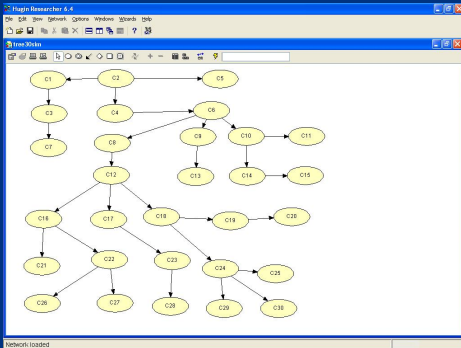 Hugin Researcher 6.4
File Edit View Network Options Windows Wizards Help
tree30sim
C1 C2 C5
C3 C4 C6
C7 C8 C9 C10 C11
C12 C13 C14 C15
C16 C17 C18 C19 C20
C21 C22 C23 C24 C25
C26 C27 C28 C29 C30
Network loaded